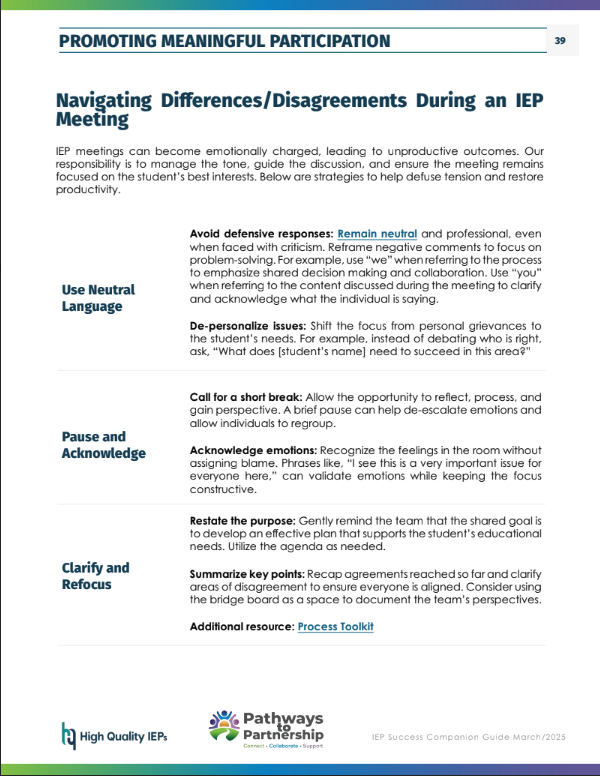 PROMOTING MEANINGFUL PARTICIPATION
39
Navigating Differences/Disagreements During an IEP
Meeting
IEP meetings can become emotionally charged, leading to unproductive outcomes. Our
responsibility is to manage the tone, guide the discussion, and ensure the meeting remains
focused on the student’s best interests. Below are strategies to help defuse tension and restore
productivity.
Use Neutral
Language
Avoid defensive responses: Remain neutral and professional, even
when faced with criticism. Reframe negative comments to focus on
problem-solving. For example, use “we” when referring to the process
to emphasize shared decision making and collaboration. Use “you”
when referring to the content discussed during the meeting to clarify
and acknowledge what the individual is saying.
De-personalize issues: Shift the focus from personal grievances to
the student’s needs. For example, instead of debating who is right,
ask, “What does [student’s name] need to succeed in this area?”
Pause and
Acknowledge
Call for a short break: Allow the opportunity to reflect, process, and
gain perspective. A brief pause can help de-escalate emotions and
allow individuals to regroup.
Acknowledge emotions: Recognize the feelings in the room without
assigning blame. Phrases like, “I see this is a very important issue for
everyone here,” can validate emotions while keeping the focus
constructive.
Clarify and
Refocus
Restate the purpose: Gently remind the team that the shared goal is
to develop an effective plan that supports the student’s educational
needs. Utilize the agenda as needed.
Summarize key points: Recap agreements reached so far and clarify
areas of disagreement to ensure everyone is aligned. Consider using
the bridge board as a space to document the team’s perspectives.
Additional resource: Process Toolkit
High Quality IEPs
Pathways
to
Partnership
Connect • Collaborate • Support
IEP Success Companion Guide March/2025